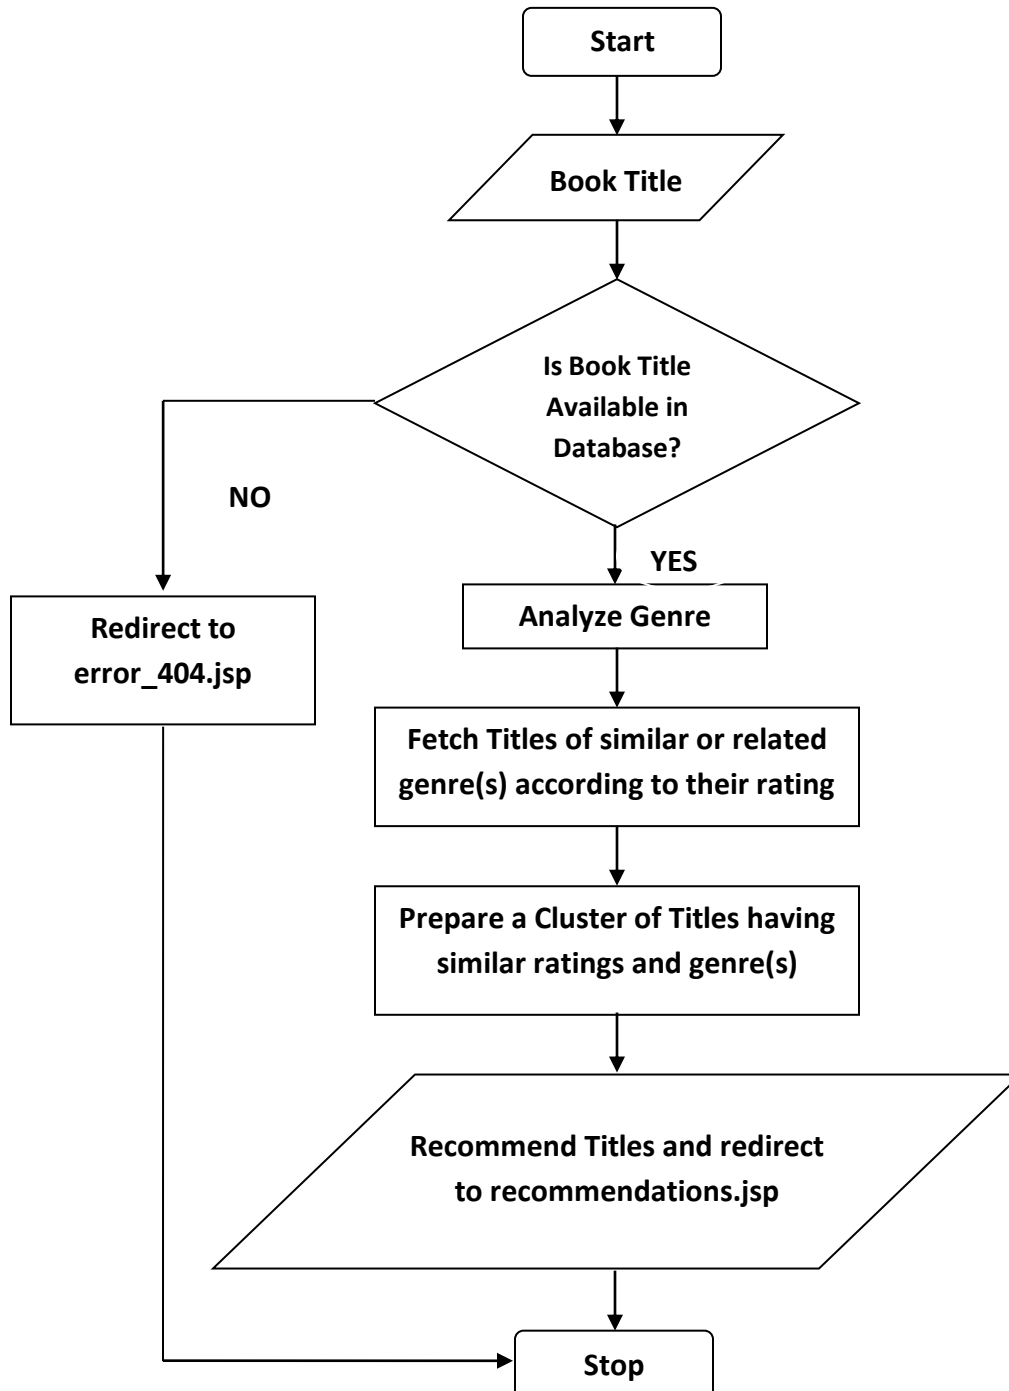 Start
Book Title
Is Book Title
Available in
Database?
NO
YES
Redirect to
error_404.jsp
Analyze Genre
Fetch Titles of similar or related
genre(s) according to their rating
Prepare a Cluster of Titles having
similar ratings and genre(s)
Recommend Titles and redirect
to recommendations.jsp
Stop